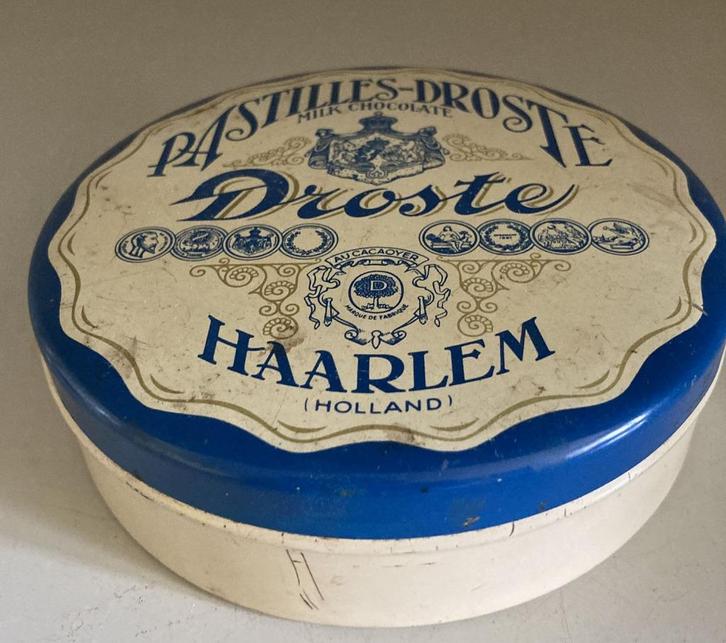 PASTILLES-DROSTE
MILK CHOCOLATE
Droste
AU CACAOYER
D
MARQUE DE FABRIQUE
HAARLEM
(HOLLAND)